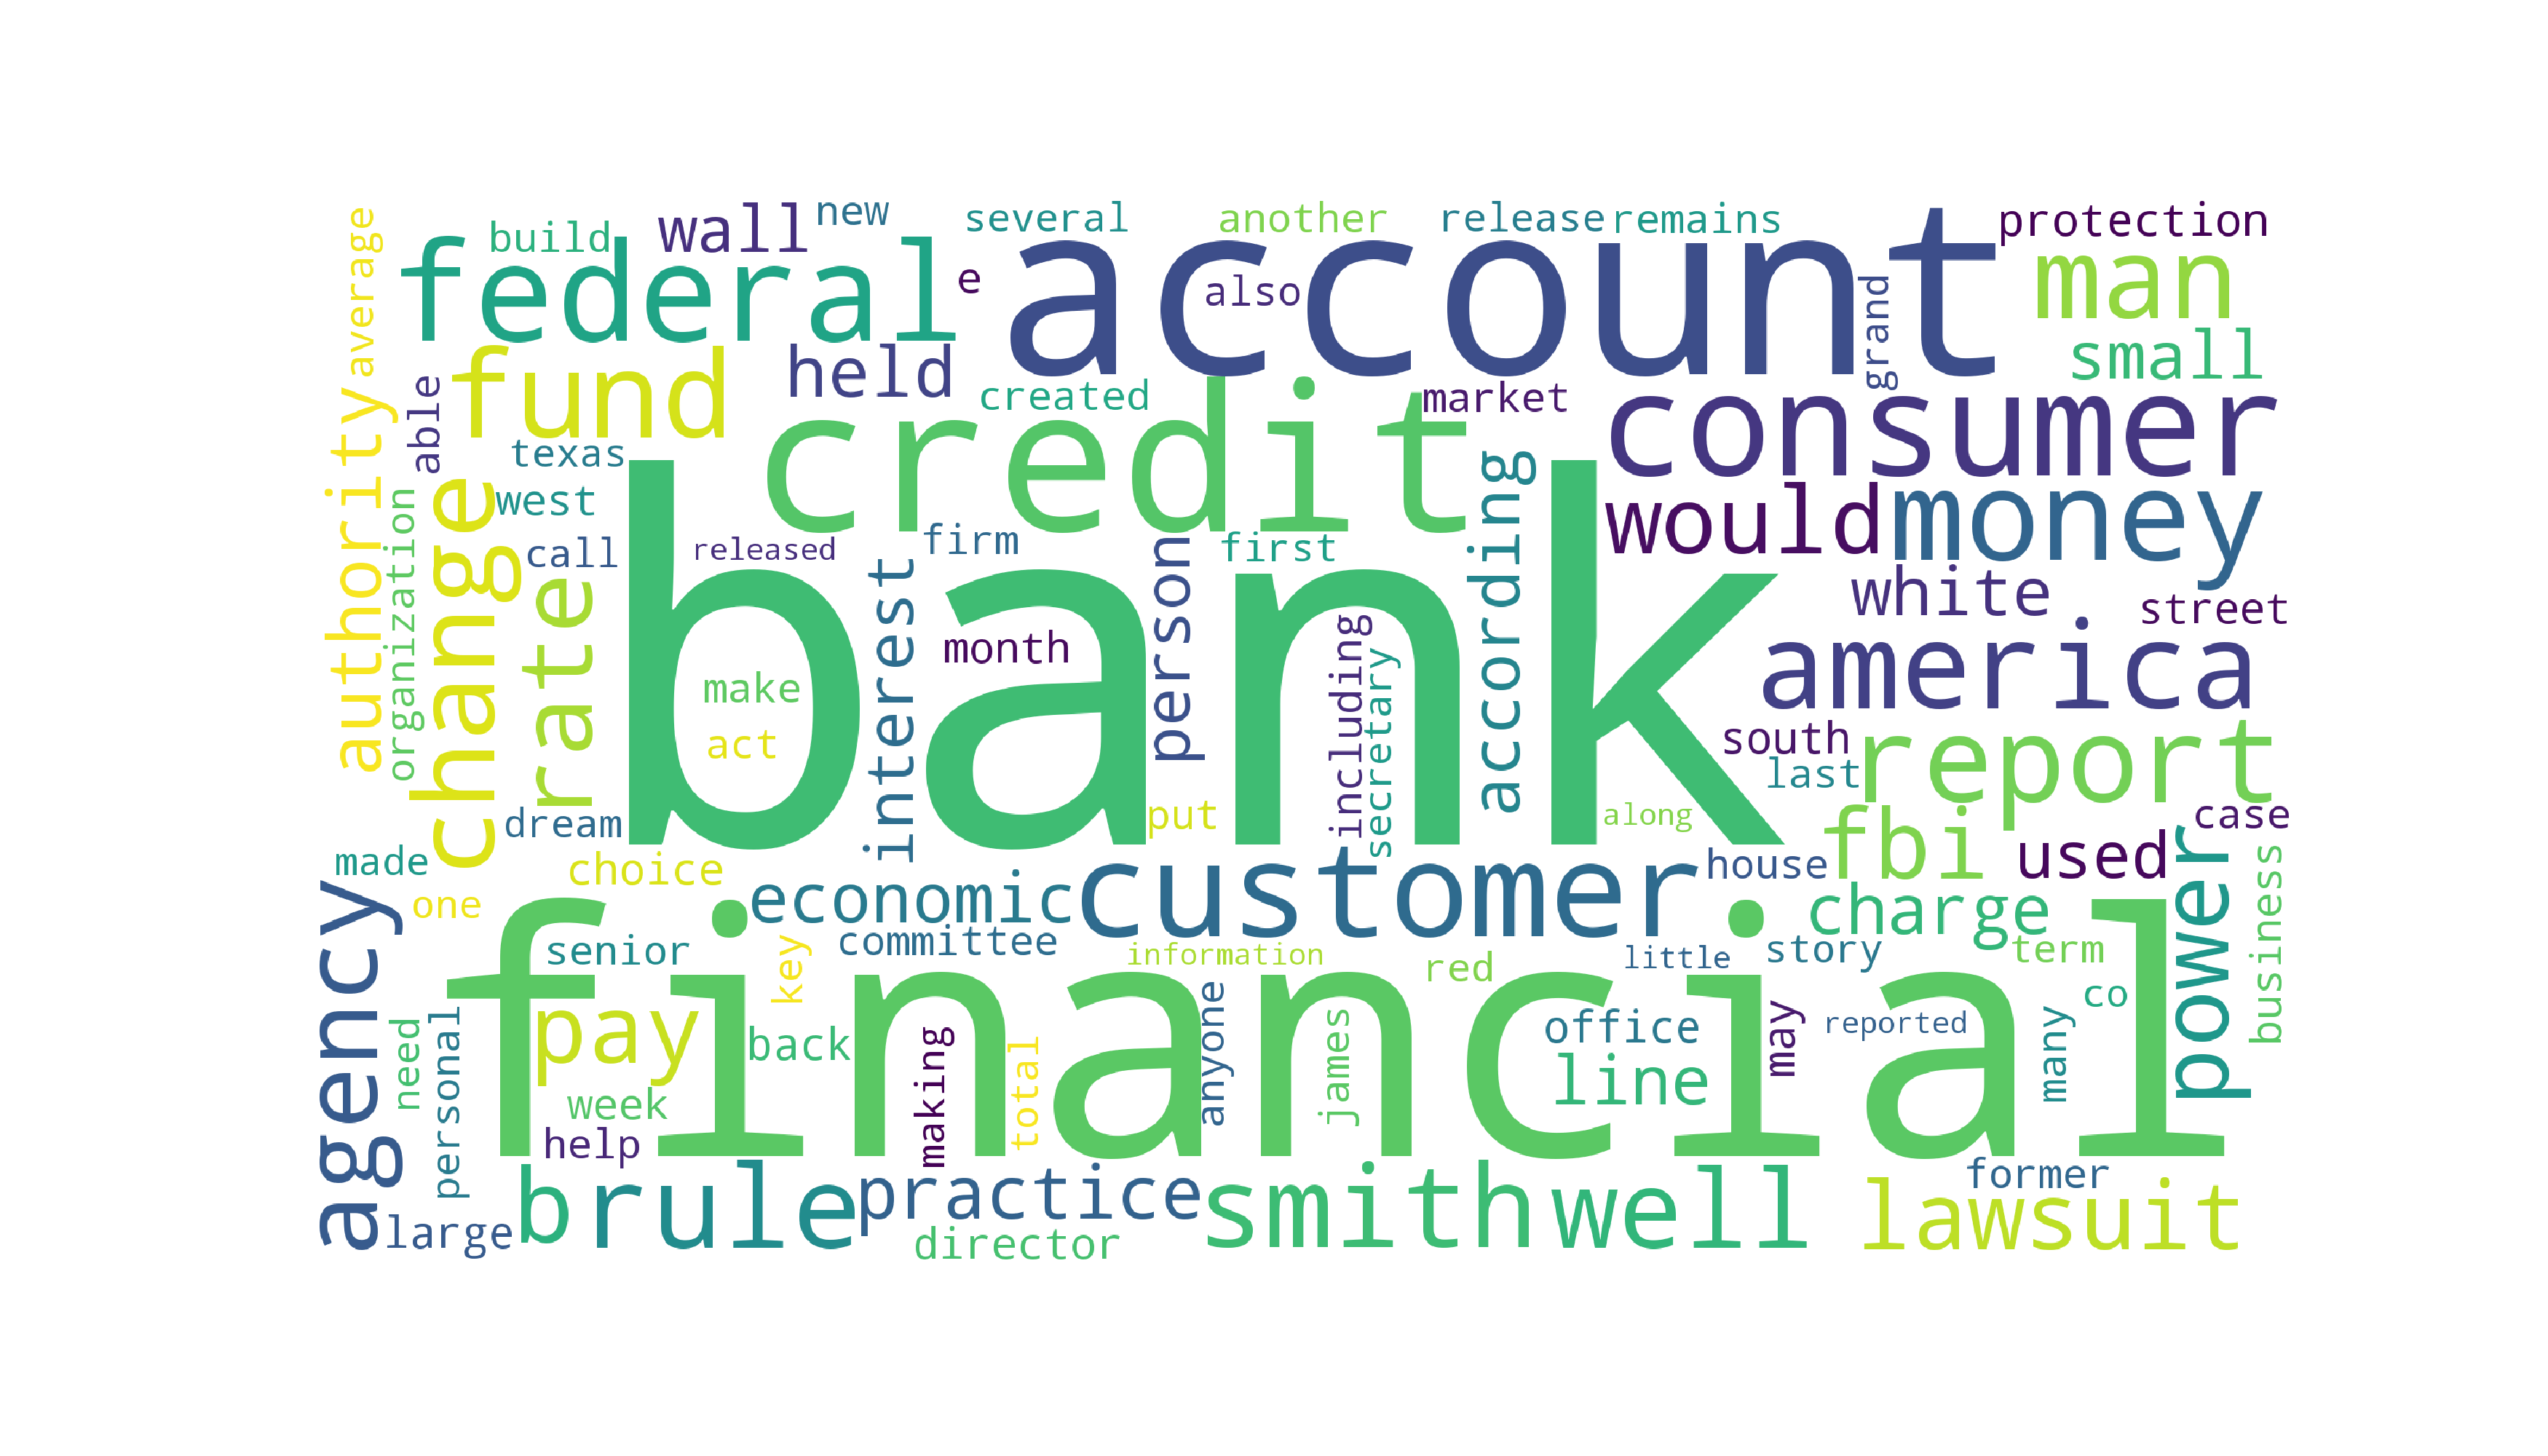 average
build
wall
new
several
another
release
remains
protection
federal
e
account
also
grand
man
small
authority
able
fund
held
created
market
consumer
credit
texas
west
call
change
organization
rate
bank
released
firm
first
person
according
would
money
white
street
america
interest
month
make
act
including
secretary
south
last
report
dream
put
along
fbi
used
case
power
business
made
one
choice
economic
customer
house
charge
agency
senior
key
committee
information
red
little
story
term
financial
co
many
need
personal
pay
back
making
total
anyone
james
office
line
may
reported
week
help
large
b
rule
practice
director
smith
well
former
lawsuit